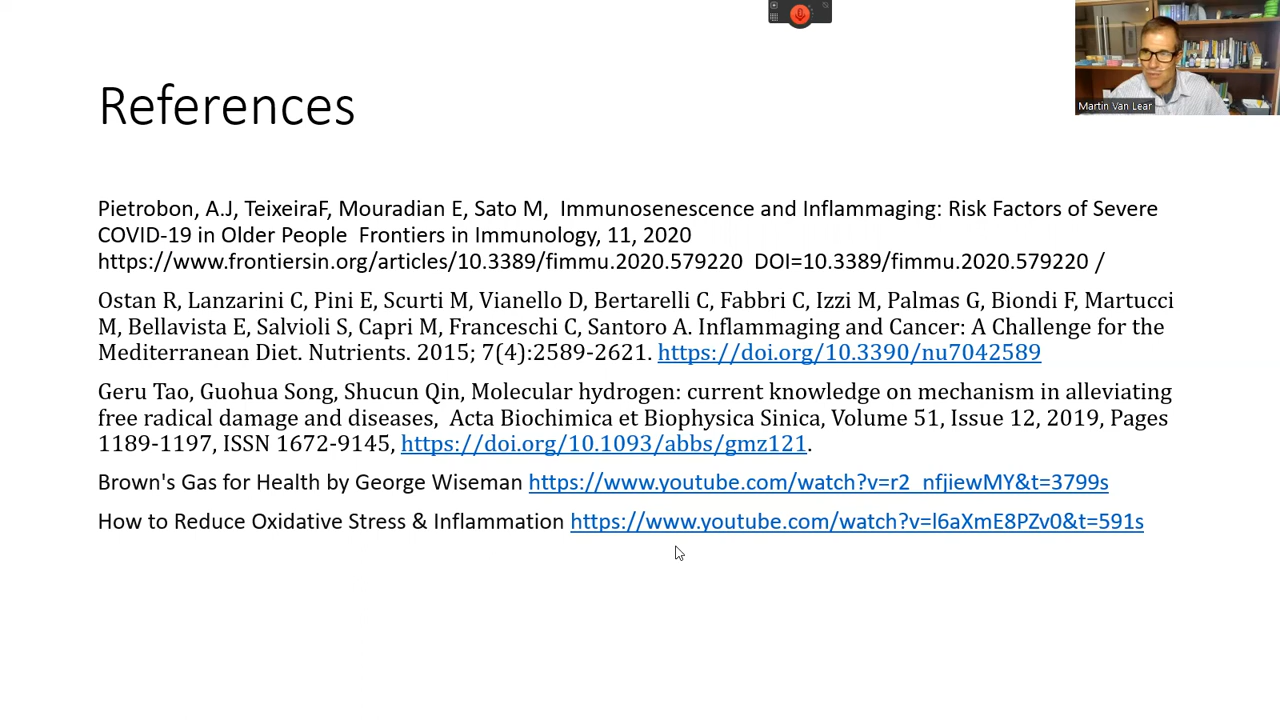 Martin Van Lear
References
Pietrobon, A.J, TeixeiraF, Mouradian E, Sato M,  Immunosenescence and Inflammaging: Risk Factors of Severe
COVID-19 in Older People  Frontiers in Immunology, 11, 2020
https://www.frontiersin.org/articles/10.3389/fimmu.2020.579220  DOI=10.3389/fimmu.2020.579220 /
Ostan R, Lanzarini C, Pini E, Scurti M, Vianello D, Bertarelli C, Fabbri C, Izzi M, Palmas G, Biondi F, Martucci
M, Bellavista E, Salvioli S, Capri M, Franceschi C, Santoro A. Inflammaging and Cancer: A Challenge for the
Mediterranean Diet. Nutrients. 2015; 7(4):2589-2621. https://doi.org/10.3390/nu7042589
Geru Tao, Guohua Song, Shucun Qin, Molecular hydrogen: current knowledge on mechanism in alleviating
free radical damage and diseases,  Acta Biochimica et Biophysica Sinica, Volume 51, Issue 12, 2019, Pages
1189-1197, ISSN 1672-9145, https://doi.org/10.1093/abbs/gmz121.
Brown's Gas for Health by George Wiseman https://www.youtube.com/watch?v=r2_nfjiewMY&t=3799s
How to Reduce Oxidative Stress & Inflammation https://www.youtube.com/watch?v=l6aXmE8PZv0&t=591s